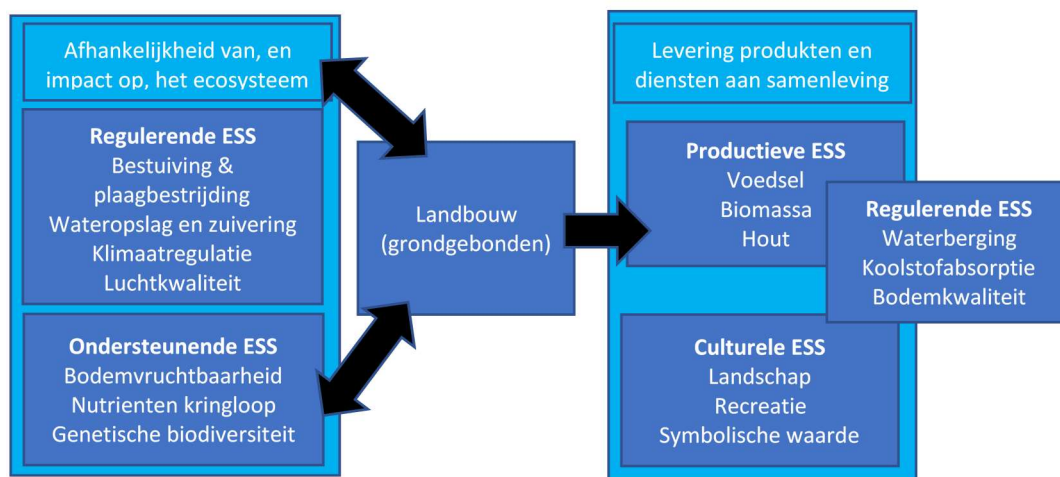 Afhankelijkheid van, en
impact op, het ecosysteem
Regulerende ESS
Bestuiving &
plaagbestrijding
Wateropslag en zuivering
Klimaatregulatie
Luchtkwaliteit
Ondersteunende ESS
Bodemvruchtbaarheid
Nutrienten kringloop
Genetische biodiversiteit
Landbouw
(grondgebonden)
Levering produkten en
diensten aan samenleving
Productieve ESS
Voedsel
Biomassa
Hout
Regulerende ESS
Waterberging
Koolstofabsorptie
Bodemkwaliteit
Culturele ESS
Landschap
Recreatie
Symbolische waarde